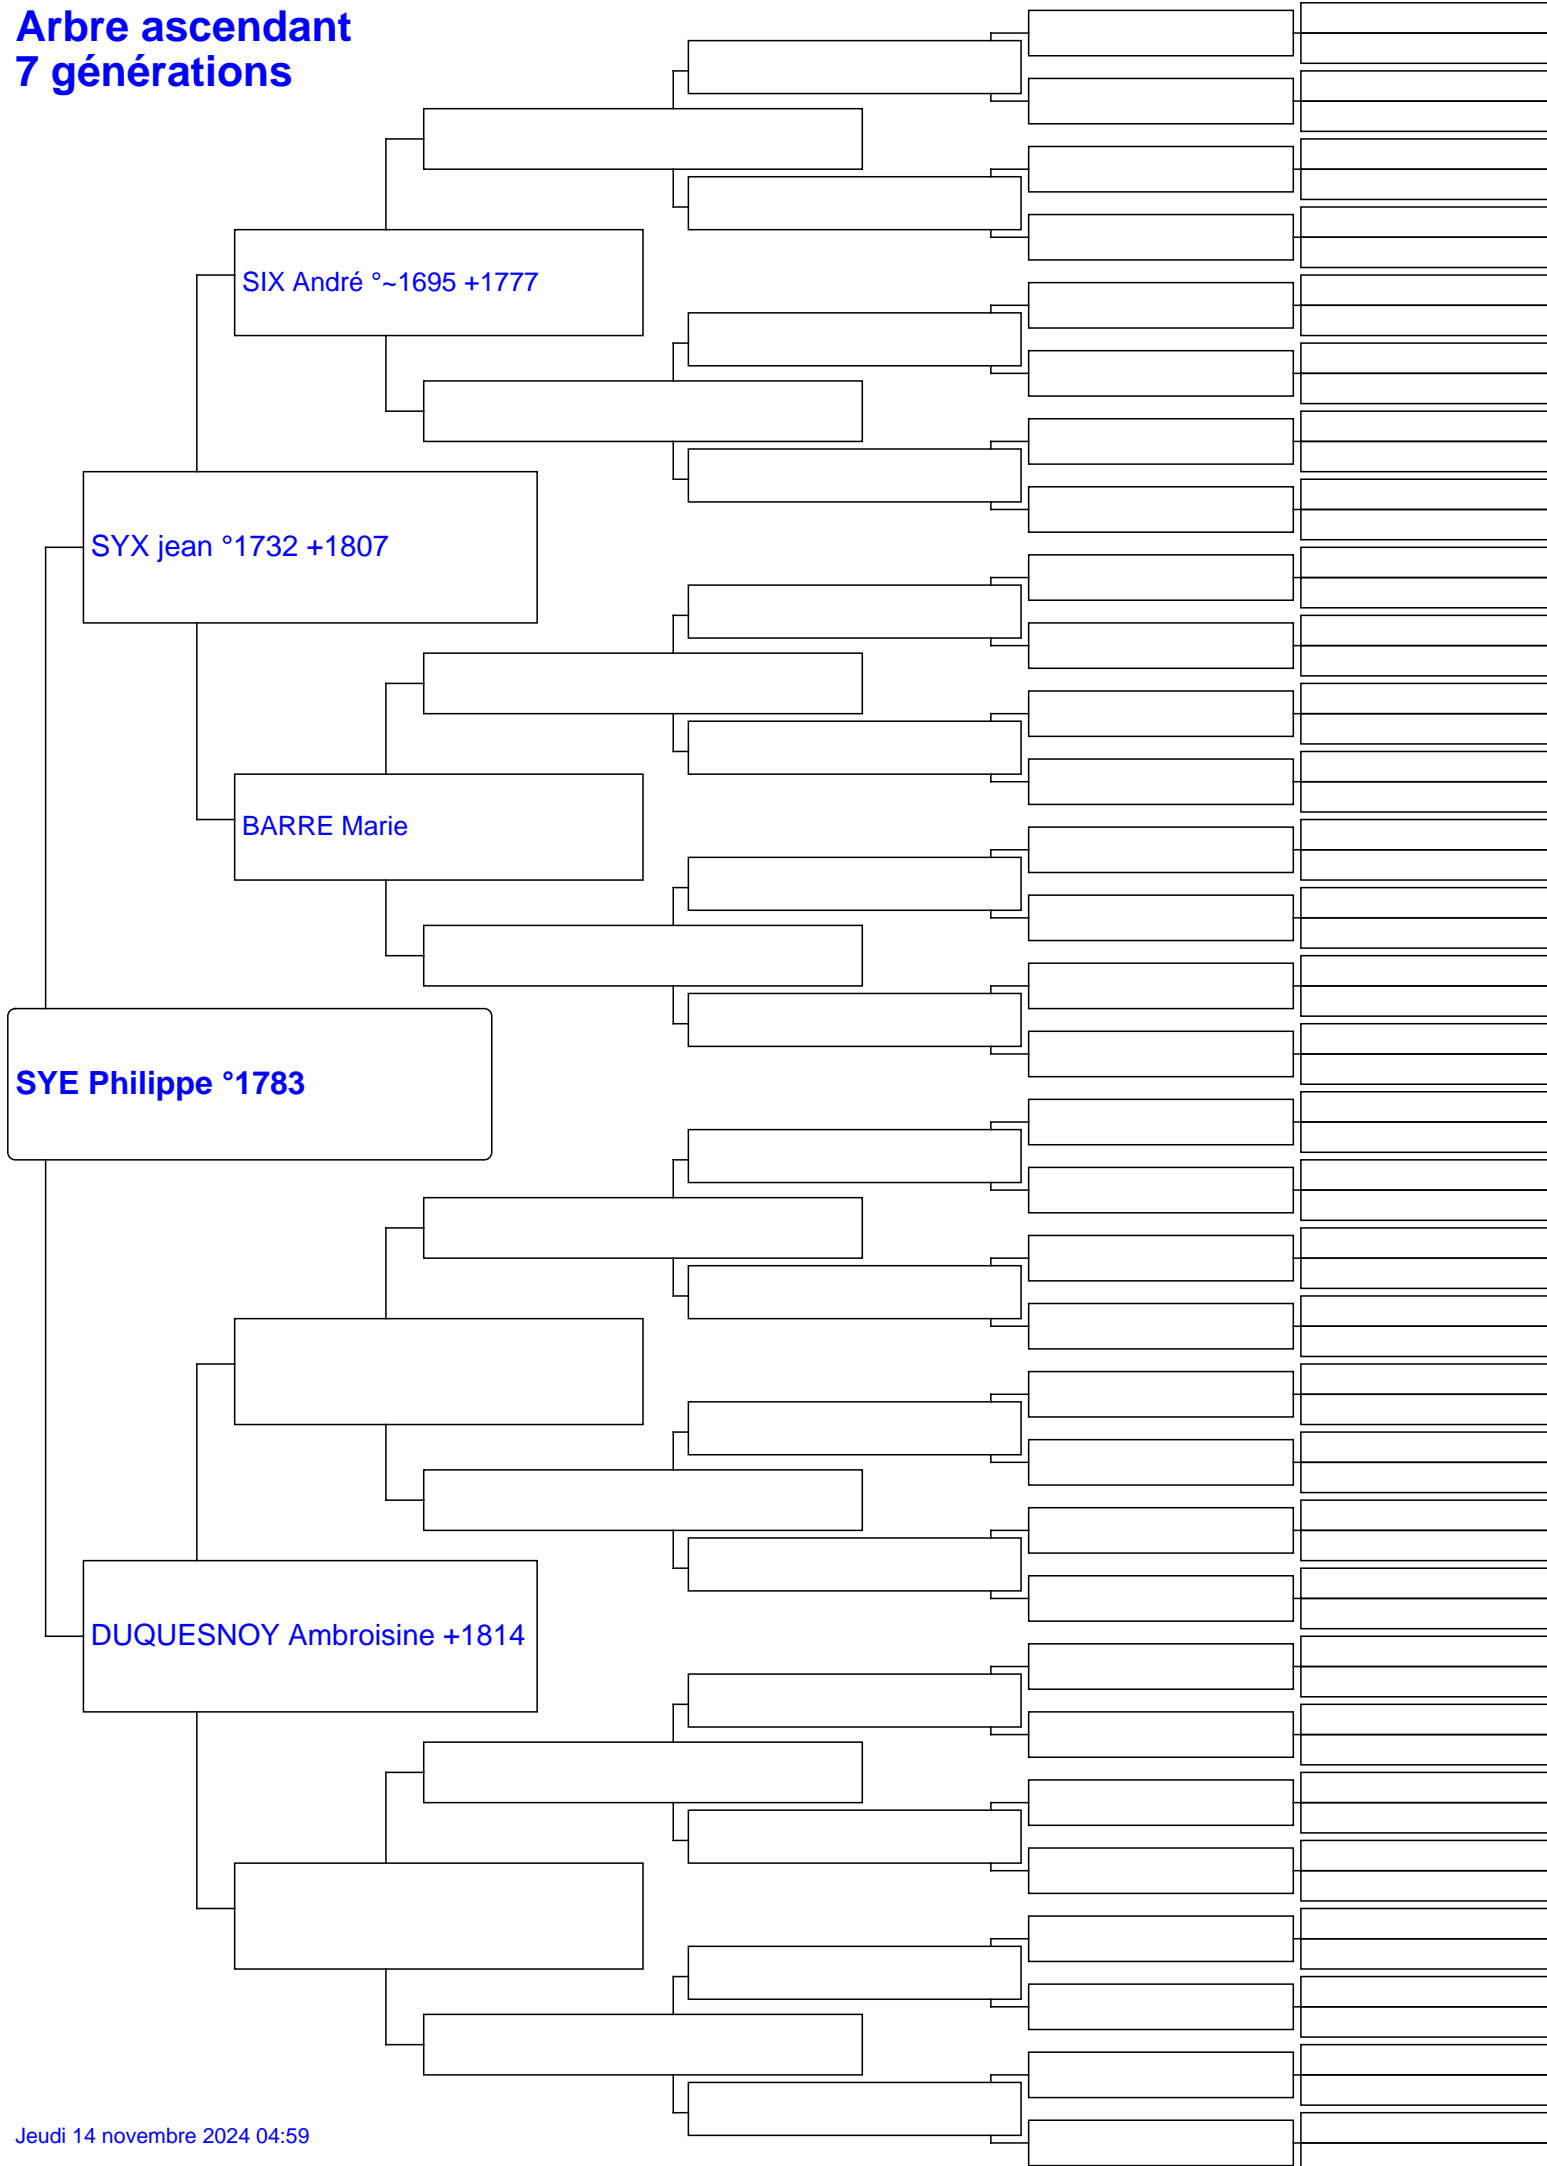 Arbre ascendant
7 générations
SIX André °~1695 +1777
SYX jean °1732 +1807
BARRE Marie
SYE Philippe °1783
DUQUESNOY Ambroisine +1814
Jeudi 14 novembre 2024 04:59